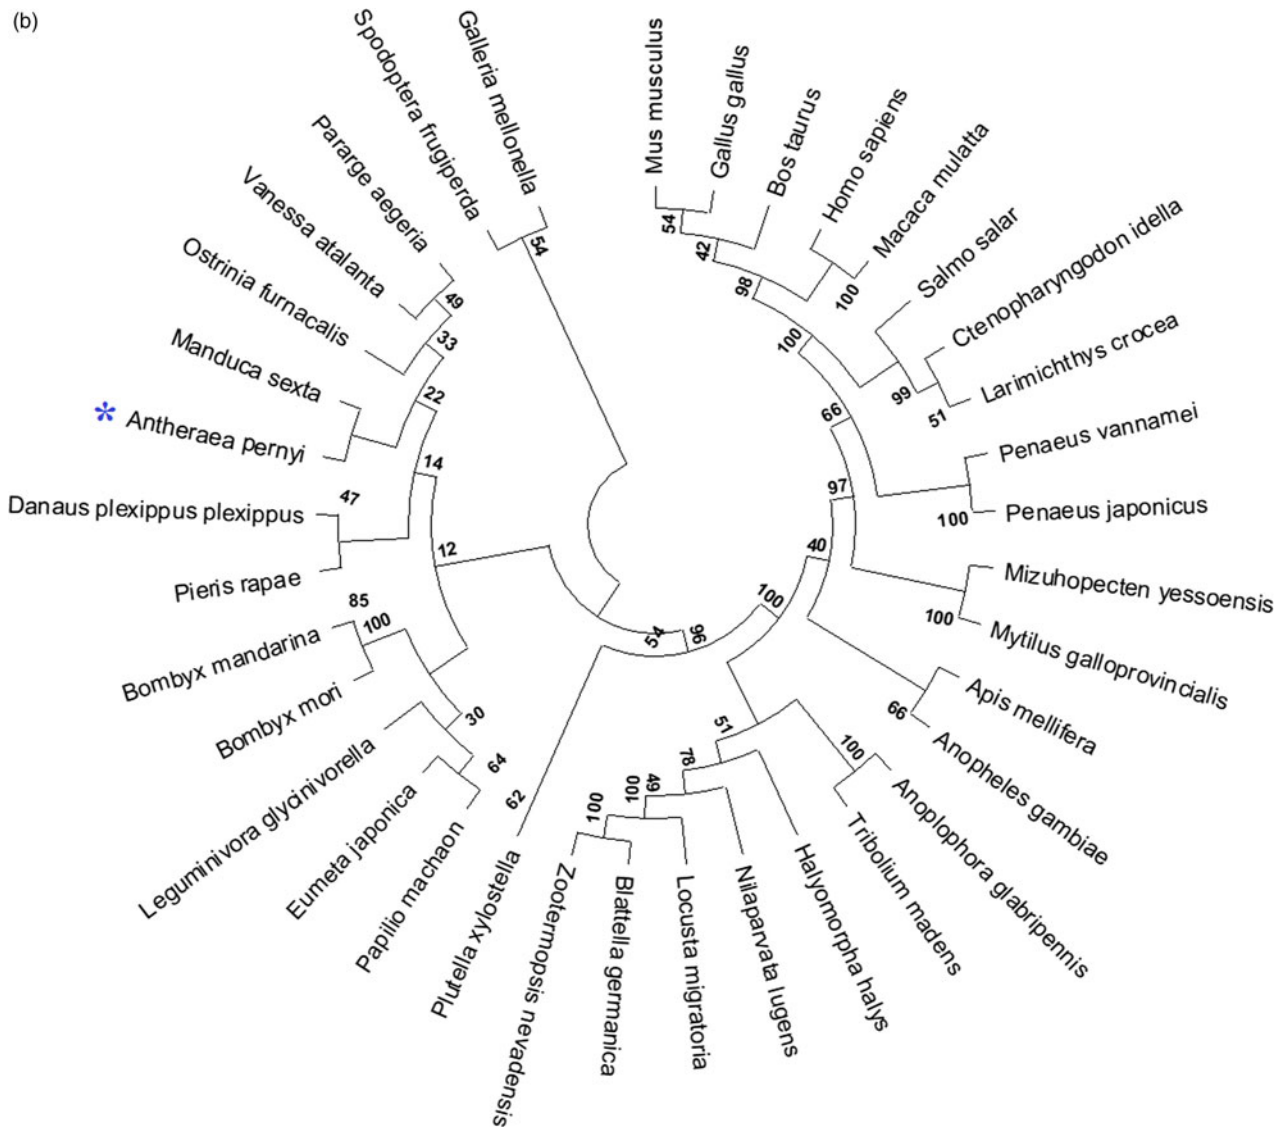 (b)
Mus musculus
Gallus gallus
Bos taurus
Homo sapiens
Macaca mulatta
Salmo salar
Ctenopharyngodon idella
Larimichthys crocea
Penaeus vannamei
Penaeus japonicus
Mizuhopecten yessoensis
Mytilus galloprovincialis
Apis mellifera
Anopheles gambiae
Anoplophora glabripennis
Tribolium madens
Halyomorpha halys
Nilaparvata lugens
Locusta migratoria
Blattella germanica
Zootermopsis nevadensis
Plutella xylostella
Papilio machaon
Eumeta japonica
Leguminivora glycinivorella
Bombyx mori
Bombyx mandarina
Pieris rapae
Danaus plexippus plexippus
* Antheraea pernyi
Manduca sexta
Ostrinia furnacalis
Vanessa atalanta
Pararge aegeria
Spodoptera frugiperda
Galleria mellonella
54
42
98
100
100
99
51
66
100
97
100
40
66
100
100
51
78
49
100
100
96
54
62
64
30
100
85
12
47
14
22
33
49
54